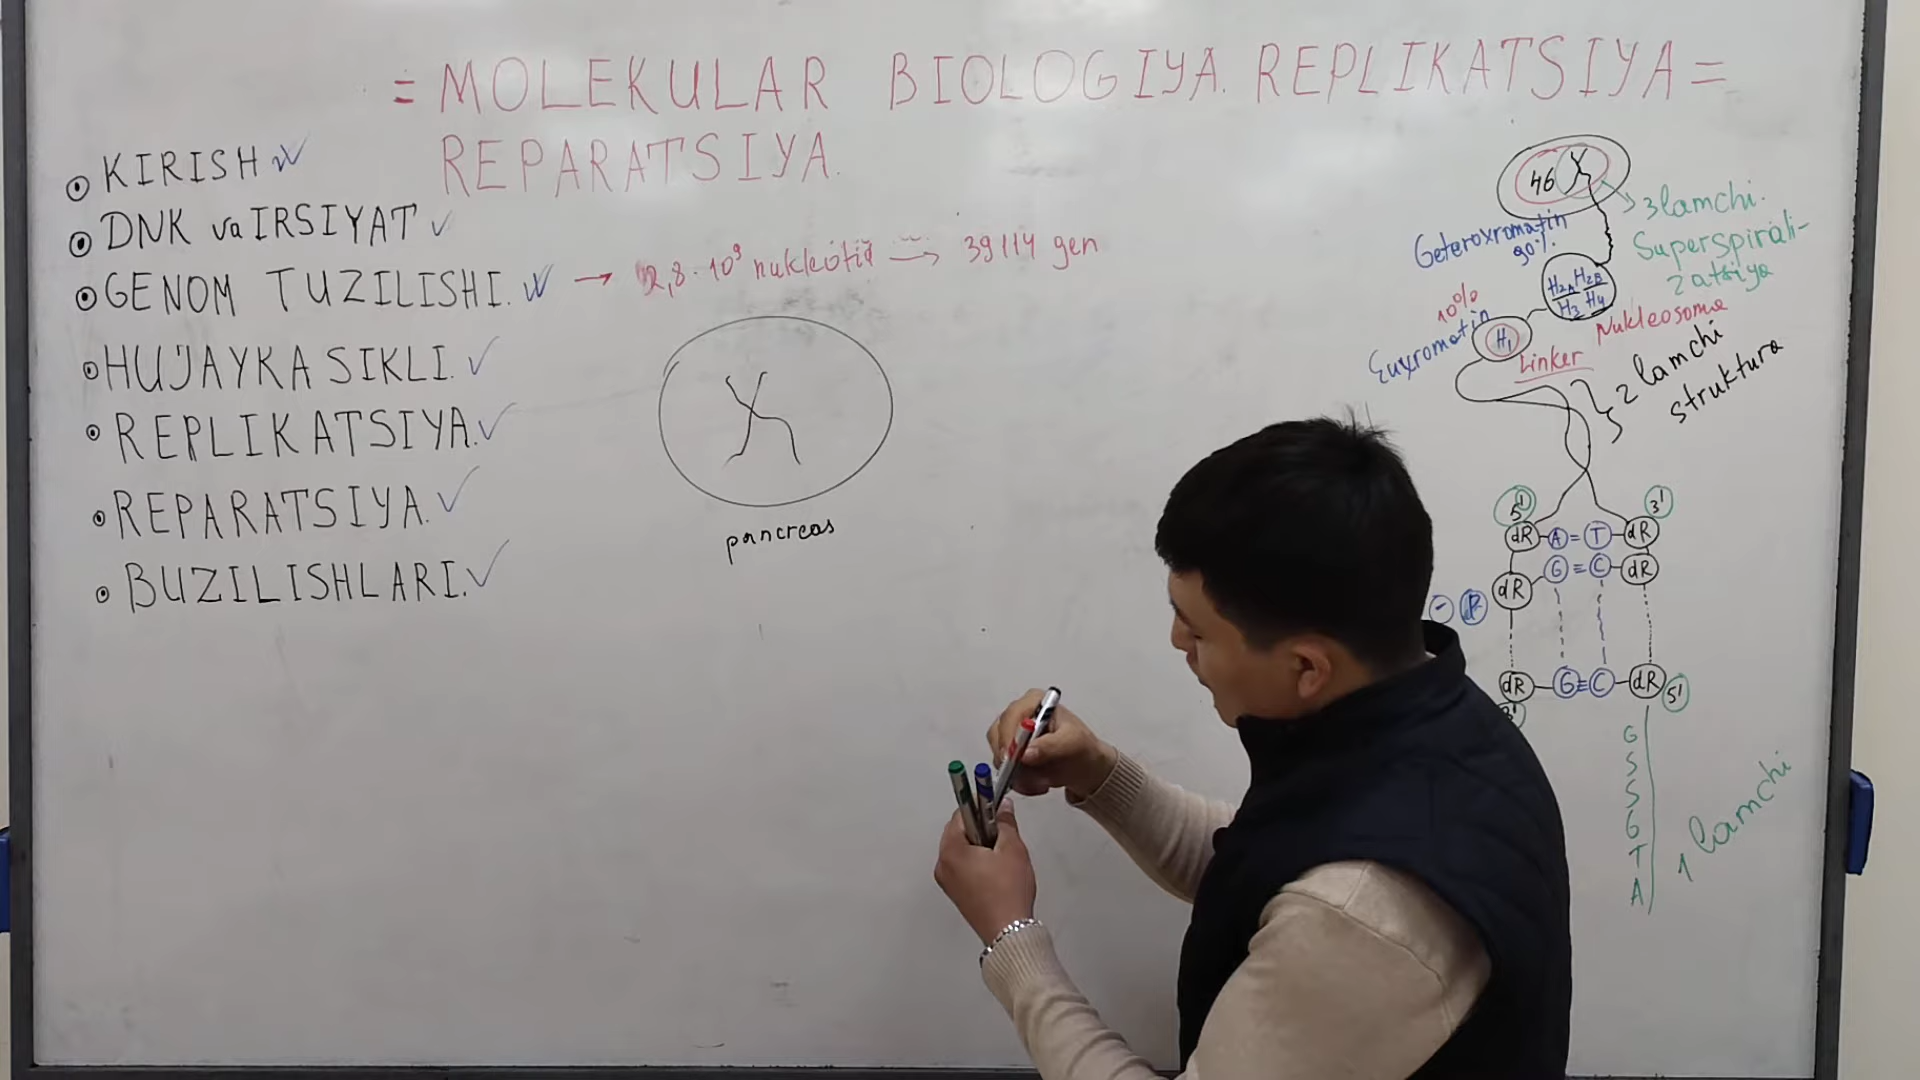 = MOLEKULAR BIOLOGIYA. REPLIKATSIYA =
REPARATSIYA.
KIRISH
DNK va IRSIYAT
GENOM TUZILISHI. → 2,8 · 10⁹ nukleotid → 39114 gen
HUJAYKA SIKLI.
REPLIKATSIYA.
REPARATSIYA.
BUZILISHLARI.
pancreas
46
3lamchi.
Superspirali-
zatsiya
Geteroxromatin
90%
H2A H2B
H3 H4
Nukleosoma
10%
Euxromatin
H1
Linker
2 lamchi
struktura
5' 3'
dR A = T dR
dR G ≡ C dR
- P
dR G ≡ C dR
3' 5'
G
S
S
G
T
A
1 lamchi